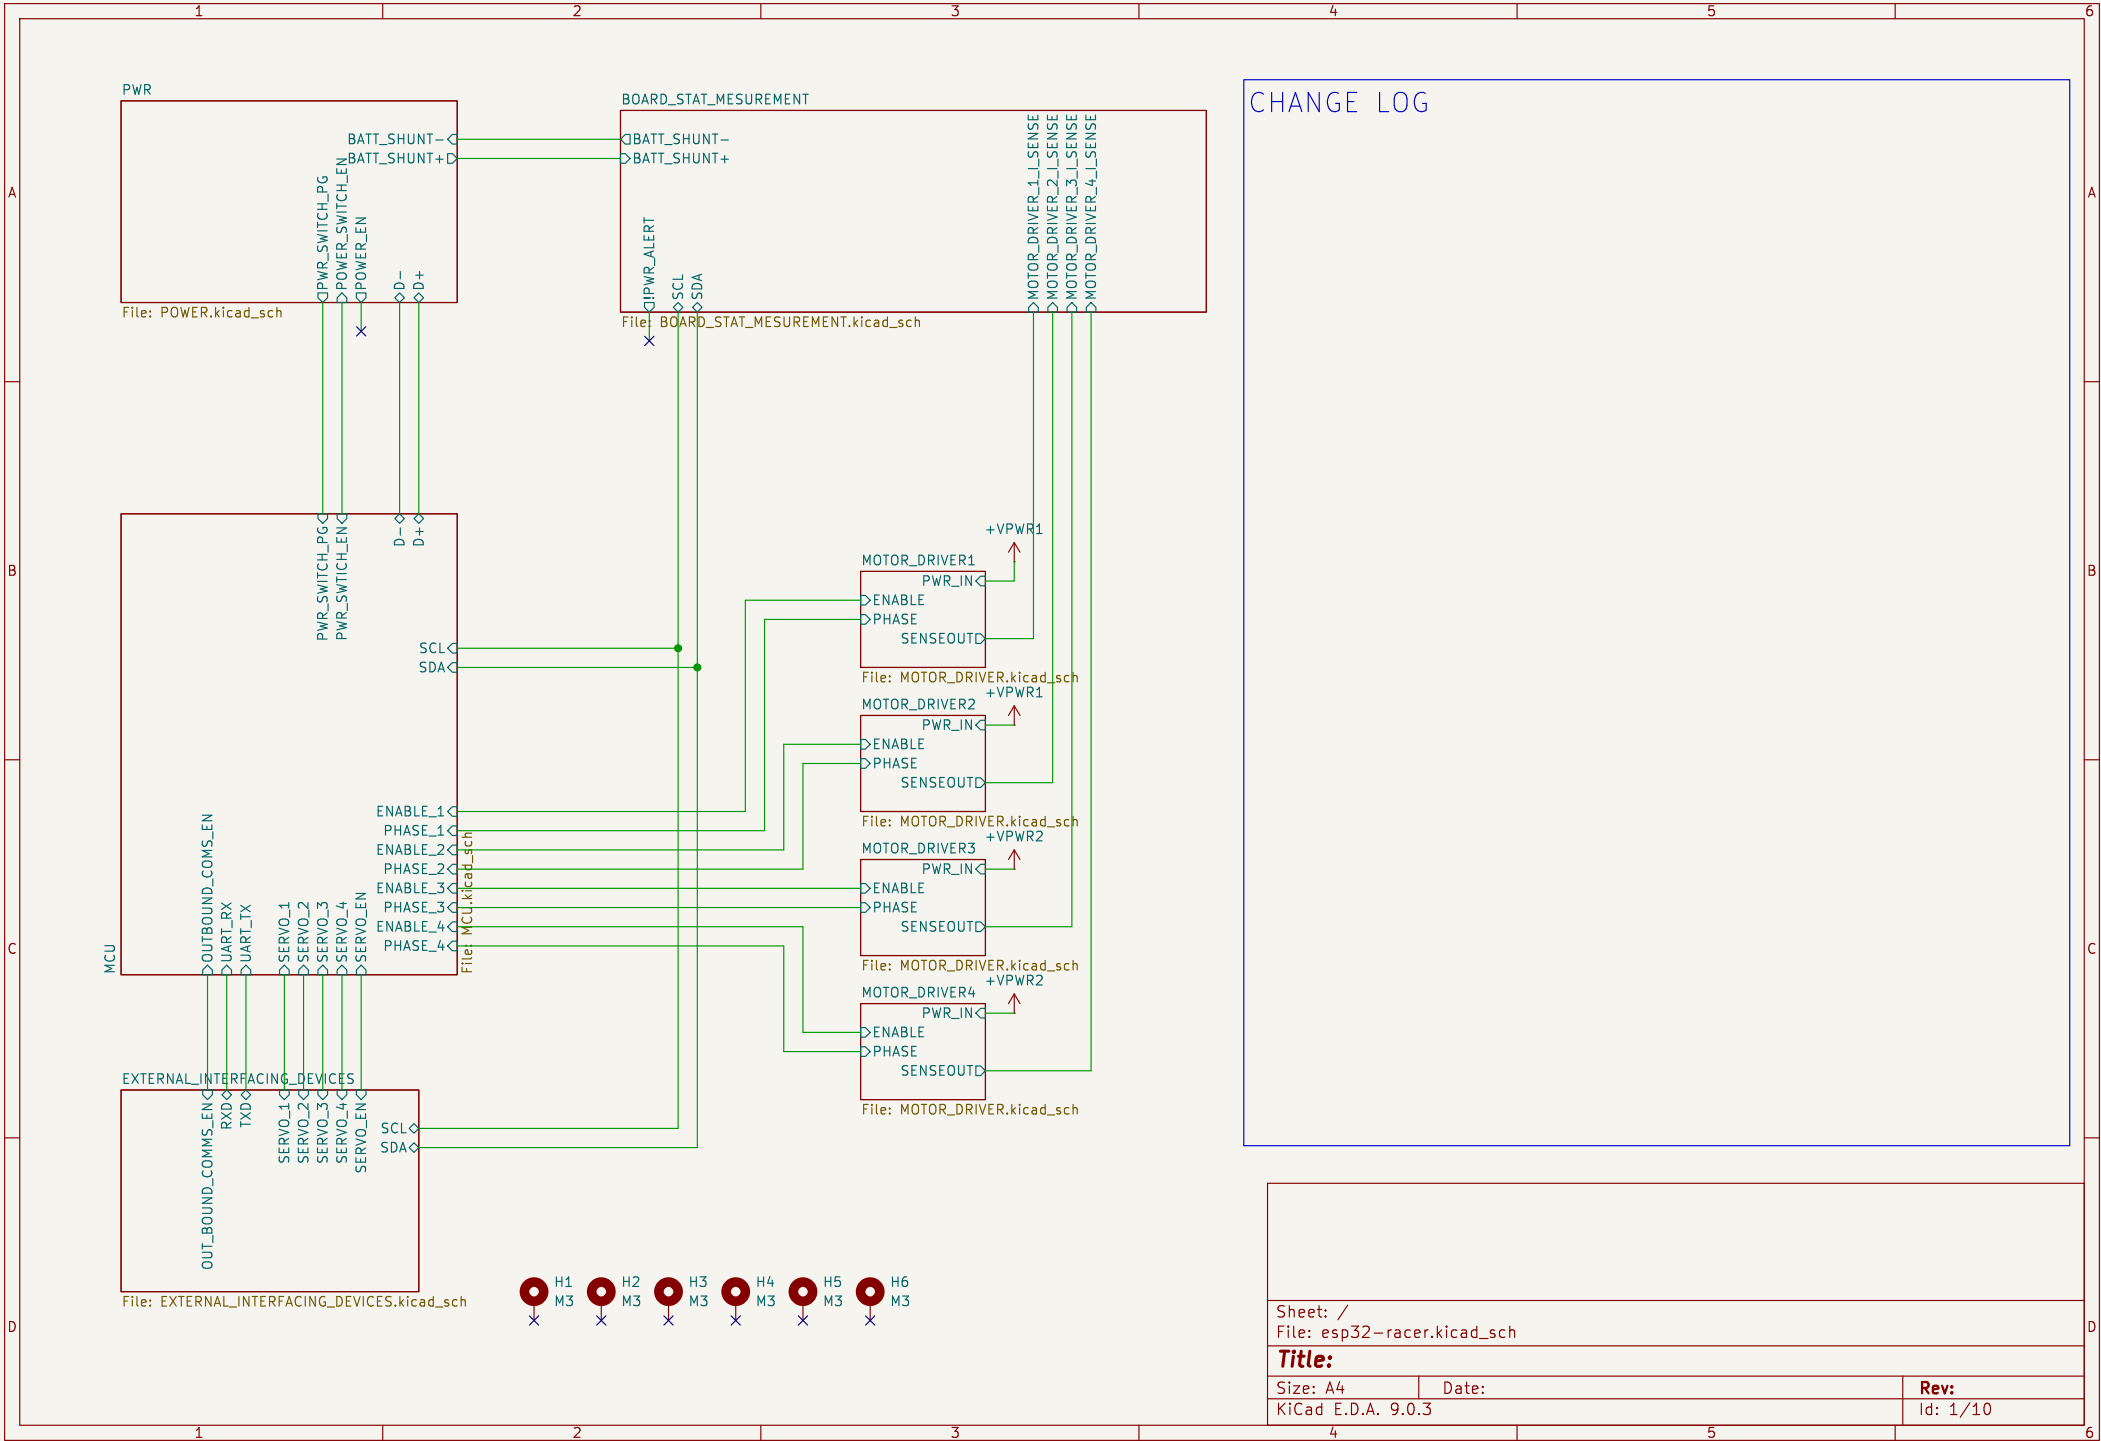 1 2 3 4 5 6
A
B
C
D
A
B
C
D
1 2 3 4 5 6
PWR
BATT_SHUNT-
BATT_SHUNT+
PWR_SWITCH_PG
POWER_SWITCH_EN
POWER_EN
D-
D+
File: POWER.kicad_sch
BOARD_STAT_MESUREMENT
BATT_SHUNT-
BATT_SHUNT+
!PWR_ALERT
SCL
SDA
MOTOR_DRIVER_1_I_SENSE
MOTOR_DRIVER_2_I_SENSE
MOTOR_DRIVER_3_I_SENSE
MOTOR_DRIVER_4_I_SENSE
File: BOARD_STAT_MESUREMENT.kicad_sch
CHANGE LOG
MCU
PWR_SWITCH_PG
PWR_SWTICH_EN
D-
D+
SCL
SDA
ENABLE_1
PHASE_1
ENABLE_2
PHASE_2
ENABLE_3
PHASE_3
ENABLE_4
PHASE_4
OUTBOUND_COMS_EN
UART_RX
UART_TX
SERVO_1
SERVO_2
SERVO_3
SERVO_4
SERVO_EN
File: MCU.kicad_sch
+VPWR1
MOTOR_DRIVER1
PWR_IN
ENABLE
PHASE
SENSEOUT
File: MOTOR_DRIVER.kicad_sch
+VPWR1
MOTOR_DRIVER2
PWR_IN
ENABLE
PHASE
SENSEOUT
File: MOTOR_DRIVER.kicad_sch
+VPWR2
MOTOR_DRIVER3
PWR_IN
ENABLE
PHASE
SENSEOUT
File: MOTOR_DRIVER.kicad_sch
+VPWR2
MOTOR_DRIVER4
PWR_IN
ENABLE
PHASE
SENSEOUT
File: MOTOR_DRIVER.kicad_sch
EXTERNAL_INTERFACING_DEVICES
OUT_BOUND_COMMS_EN
RXD
TXD
SERVO_1
SERVO_2
SERVO_3
SERVO_4
SERVO_EN
SCL
SDA
File: EXTERNAL_INTERFACING_DEVICES.kicad_sch
H1 H2 H3 H4 H5 H6
M3 M3 M3 M3 M3 M3
Sheet: /
File: esp32-racer.kicad_sch
Title:
Size: A4 Date: Rev:
KiCad E.D.A. 9.0.3 Id: 1/10